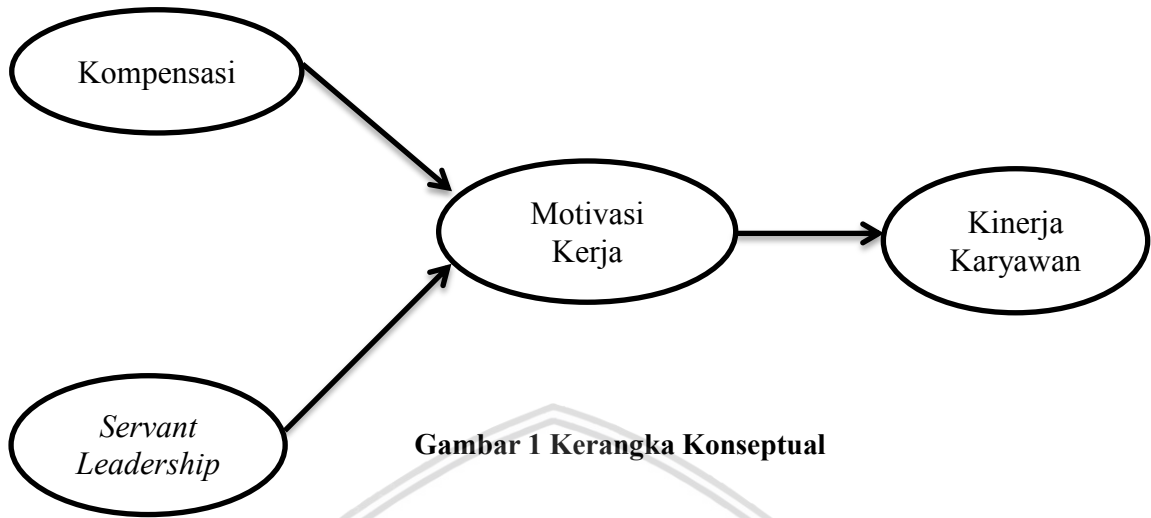 Kompensasi
Motivasi
Kerja
Kinerja
Karyawan
Servant
Leadership
Gambar 1 Kerangka Konseptual